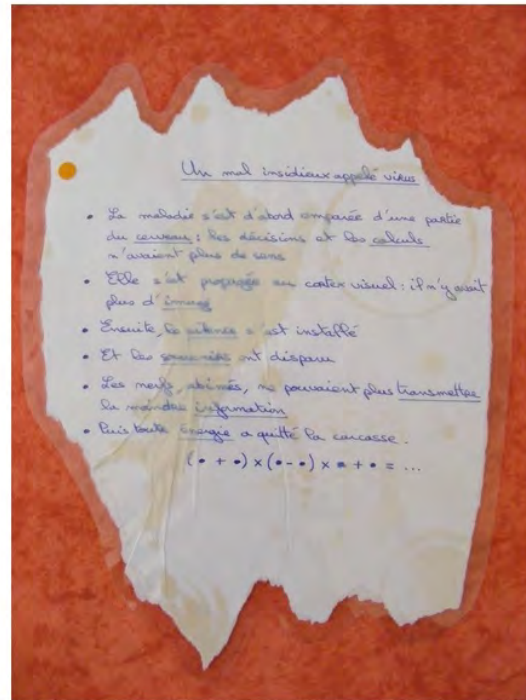 Un mal insidieux appelé virus
• La maladie s'est d'abord emparée d'une partie
du cerveau : les décisions et les calculs
n'avaient plus de sens
• Elle s'est propagée au cortex visuel : il n'y avait
plus d'image
• Ensuite, le silence s'est installé
• Et les souvenirs ont disparu
• Les nerfs, abîmés, ne pouvaient plus transmettre
la moindre information
• Puis toute énergie a quitté la carcasse.
(• + •) × (• - •) × • + • = ...